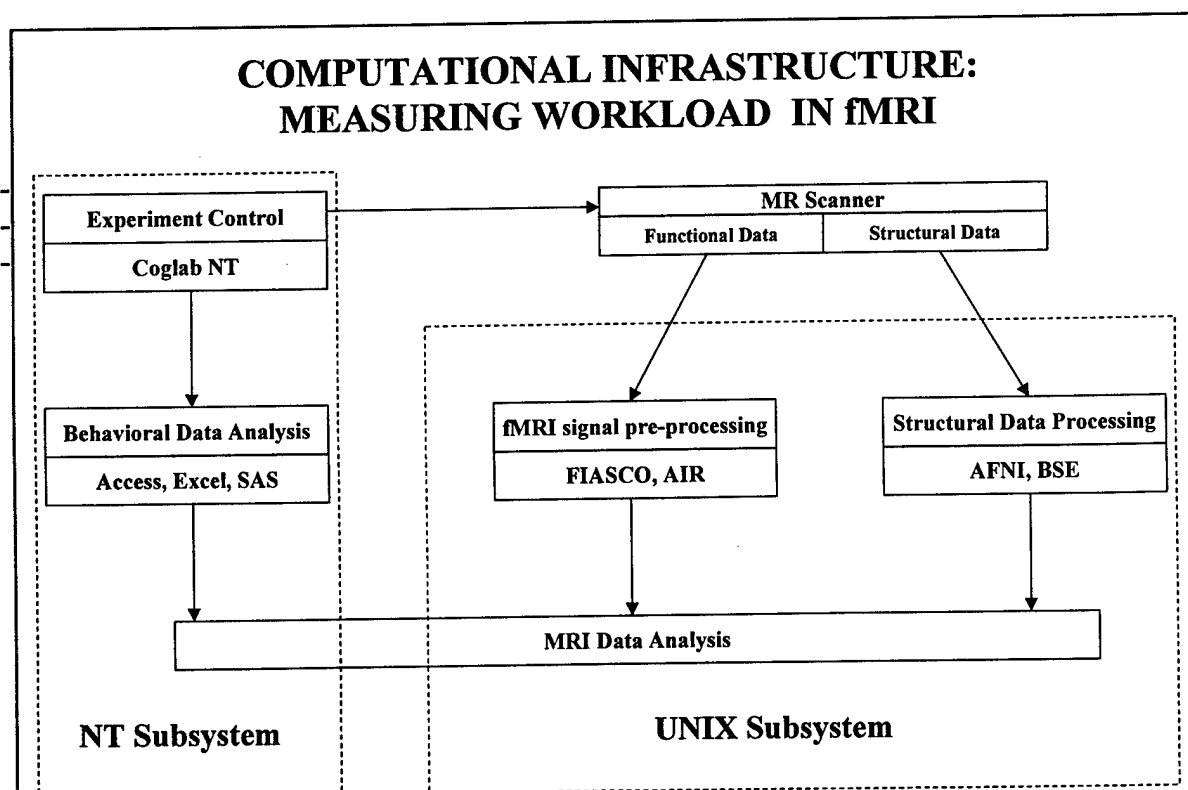 COMPUTATIONAL INFRASTRUCTURE:
MEASURING WORKLOAD IN fMRI
Experiment Control
Coglab NT
MR Scanner
Functional Data
Structural Data
Behavioral Data Analysis
Access, Excel, SAS
fMRI signal pre-processing
FIASCO, AIR
Structural Data Processing
AFNI, BSE
MRI Data Analysis
NT Subsystem
UNIX Subsystem